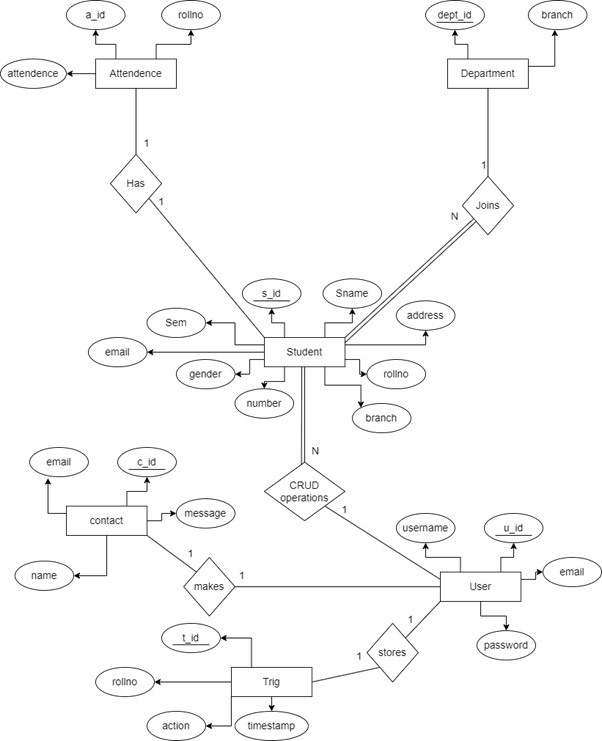 a_id
rollno
dept_id
branch
attendence
Attendence
Department
1
1
Has
1
N
Joins
s_id
Sname
Sem
address
email
Student
gender
rollno
number
branch
N
email
c_id
CRUD
operations
contact
message
1
username
u_id
name
1
makes
1
User
email
t_id
1
stores
password
1
rollno
Trig
action
timestamp